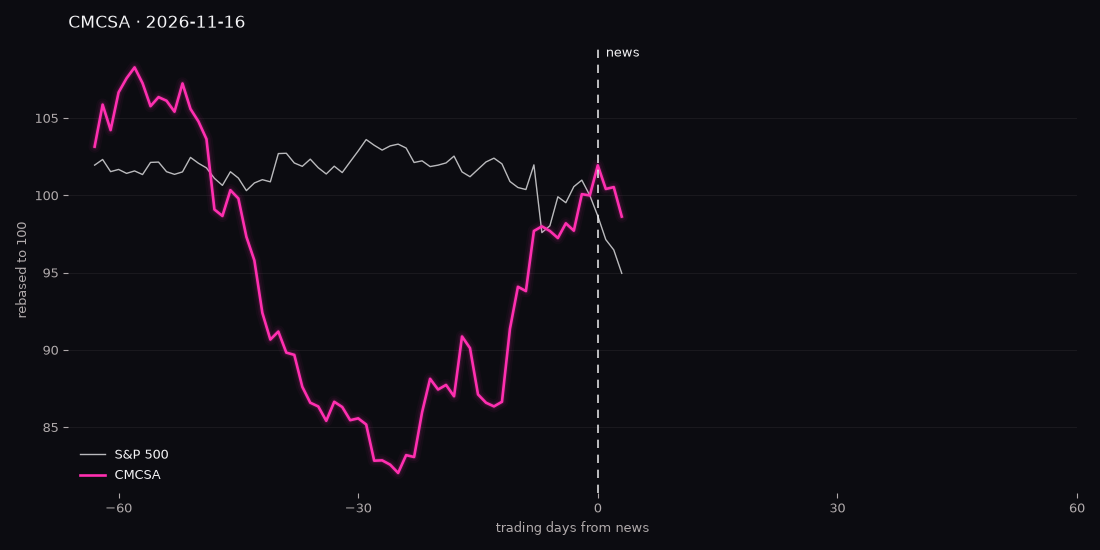 CMCSA · 2026-11-16
news
105
100
95
90
85
rebased to 100
S&P 500
CMCSA
−60
−30
0
30
60
trading days from news